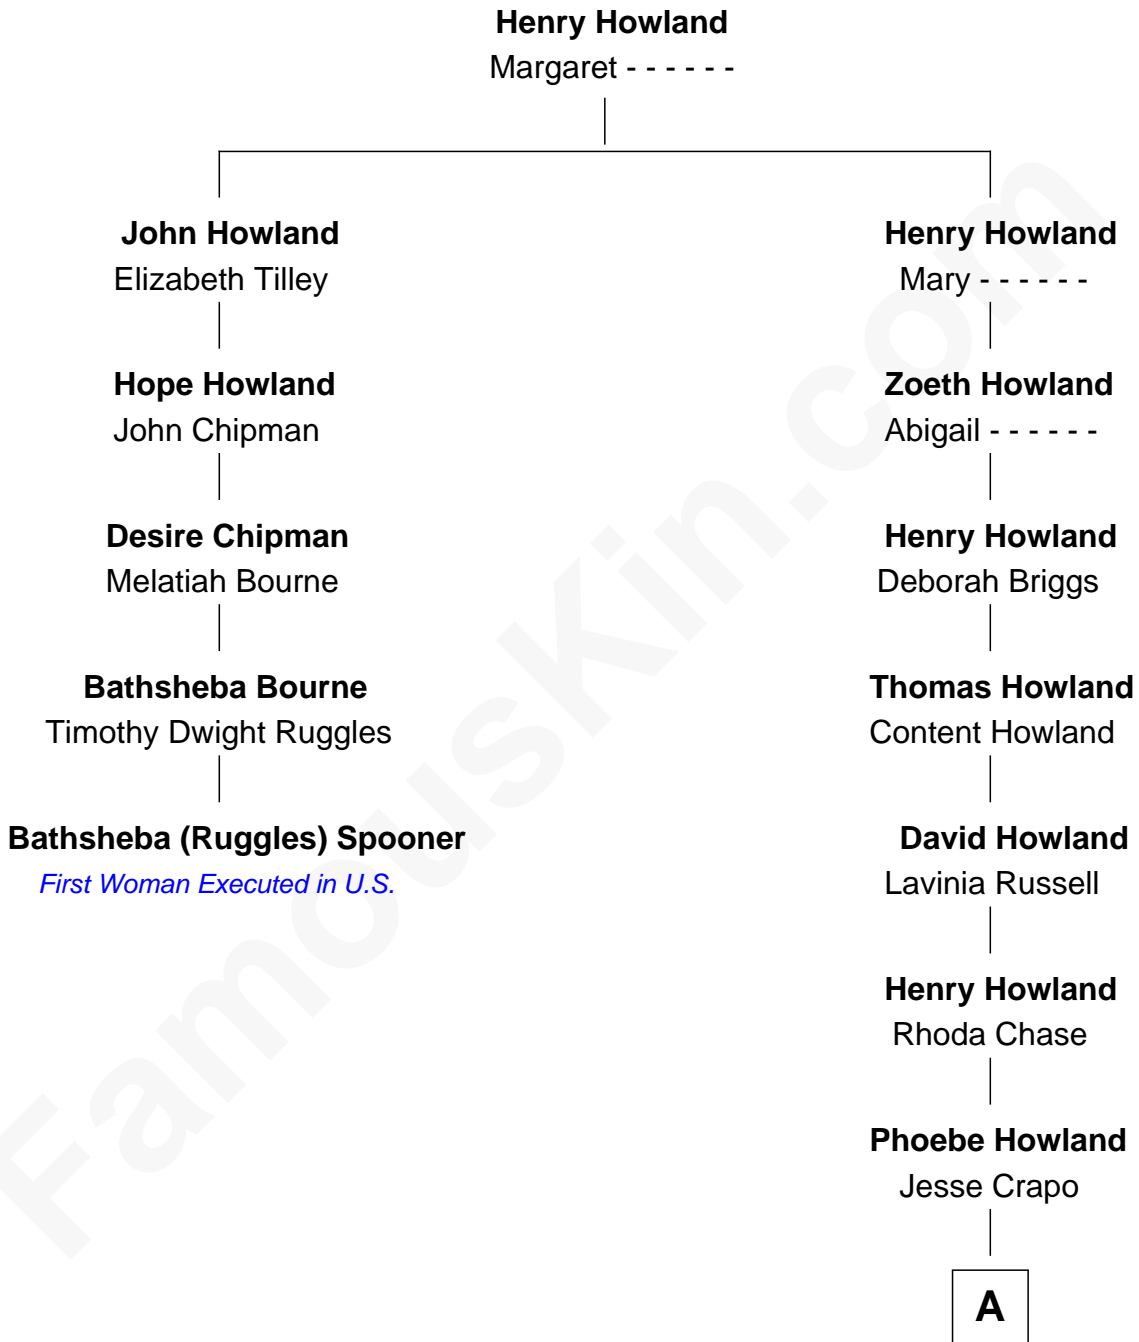 Henry Howland
Margaret - - - - - -
John Howland
Elizabeth Tilley
Henry Howland
Mary - - - - - -
Hope Howland
John Chipman
Zoeth Howland
Abigail - - - - - -
Desire Chipman
Melatiah Bourne
Henry Howland
Deborah Briggs
Bathsheba Bourne
Timothy Dwight Ruggles
Thomas Howland
Content Howland
Bathsheba (Ruggles) Spooner
First Woman Executed in U.S.
David Howland
Lavinia Russell
Henry Howland
Rhoda Chase
Phoebe Howland
Jesse Crapo
A
FamousKin.com